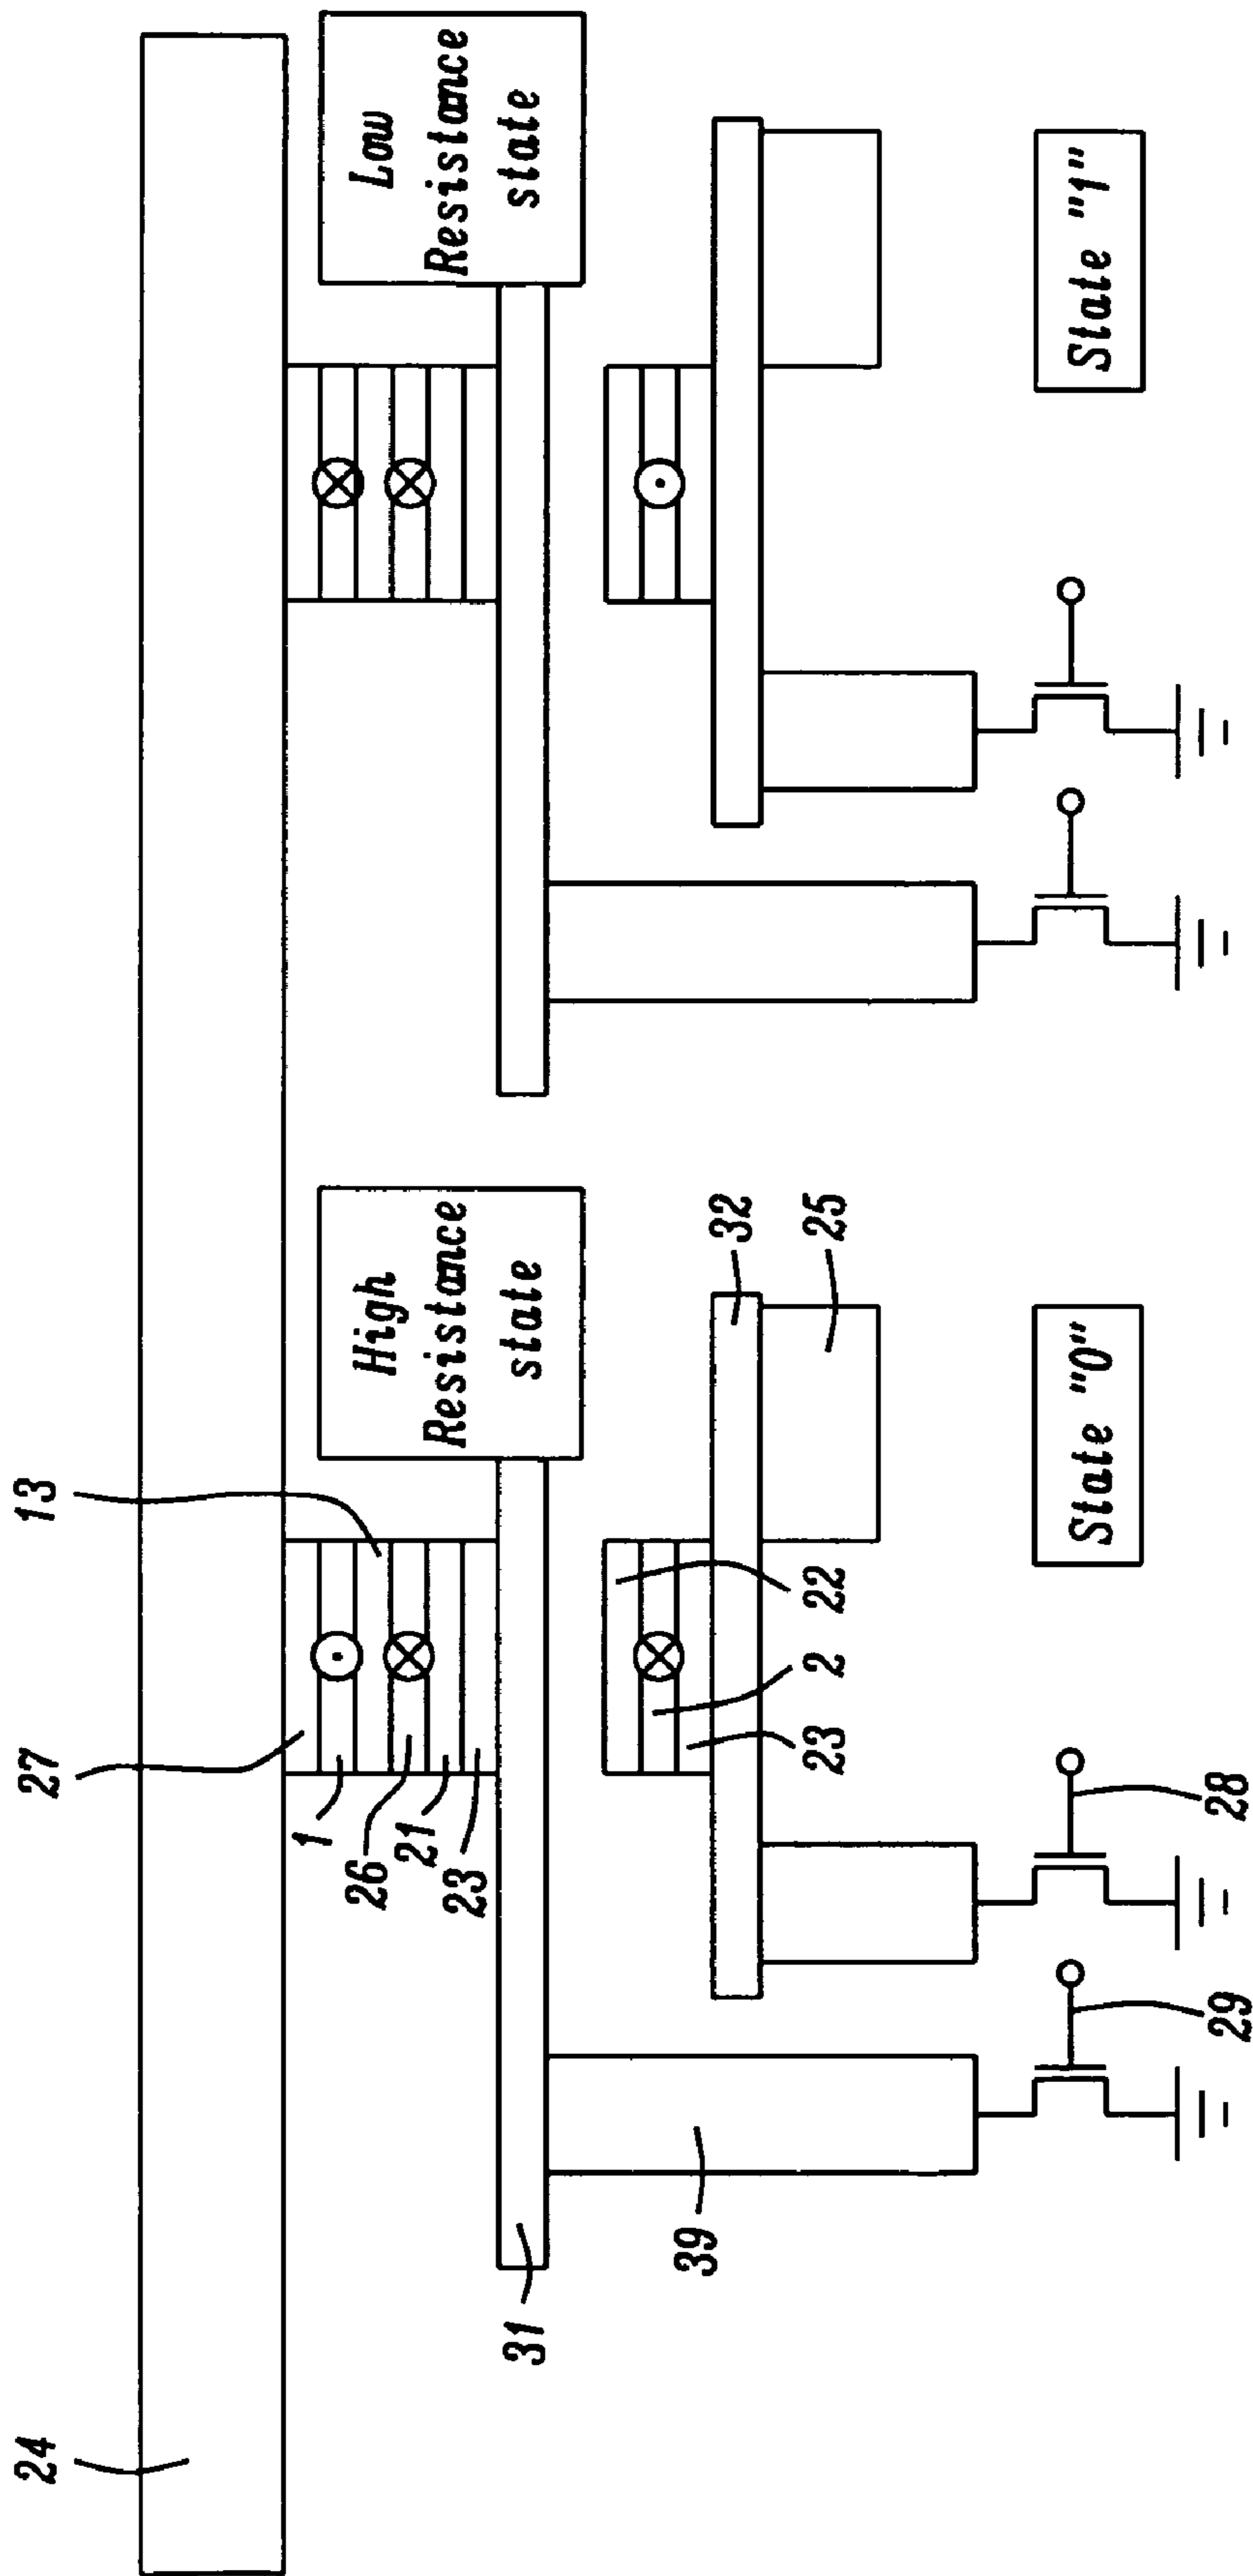 24
27
13
1
26
21
23
High
Resistance
state
Low
Resistance
state
31
39
22
2
23
32
25
29
28
State "0"
State "1"